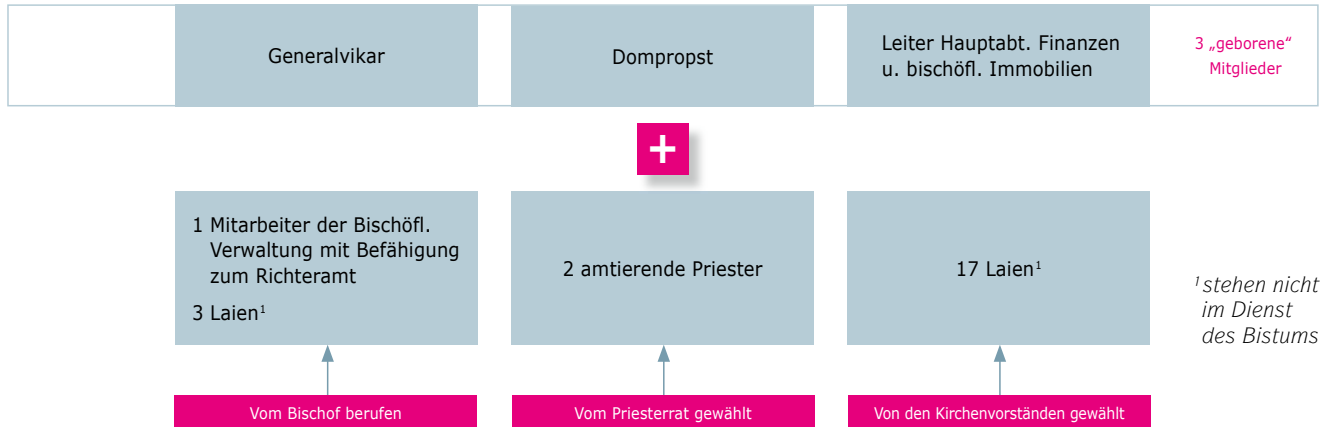 Generalvikar
Dompropst
Leiter Hauptabt. Finanzen
u. bischöfl. Immobilien
3 „geborene“
Mitglieder
+
1 Mitarbeiter der Bischöfl.
Verwaltung mit Befähigung
zum Richteramt
3 Laien¹
2 amtierende Priester
17 Laien¹
¹ stehen nicht
im Dienst
des Bistums
Vom Bischof berufen
Vom Priesterrat gewählt
Von den Kirchenvorständen gewählt